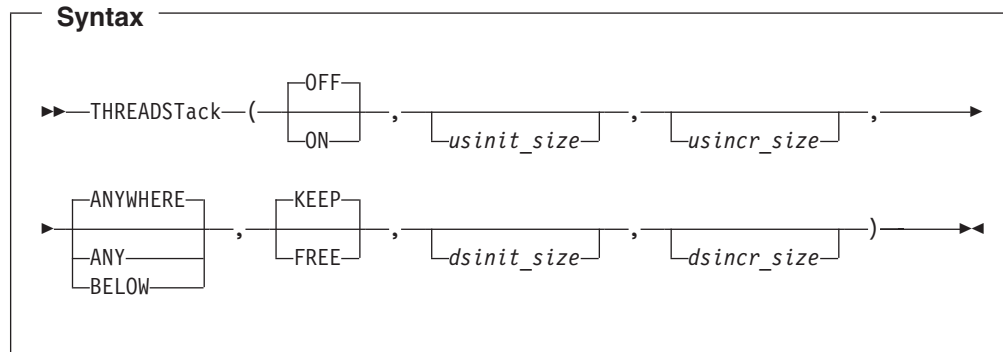 Syntax
OFF
THREADSTack ( ON , usinit_size , usincr_size ,
ANYWHERE KEEP
ANY , FREE , dsinit_size , dsincr_size )
BELOW